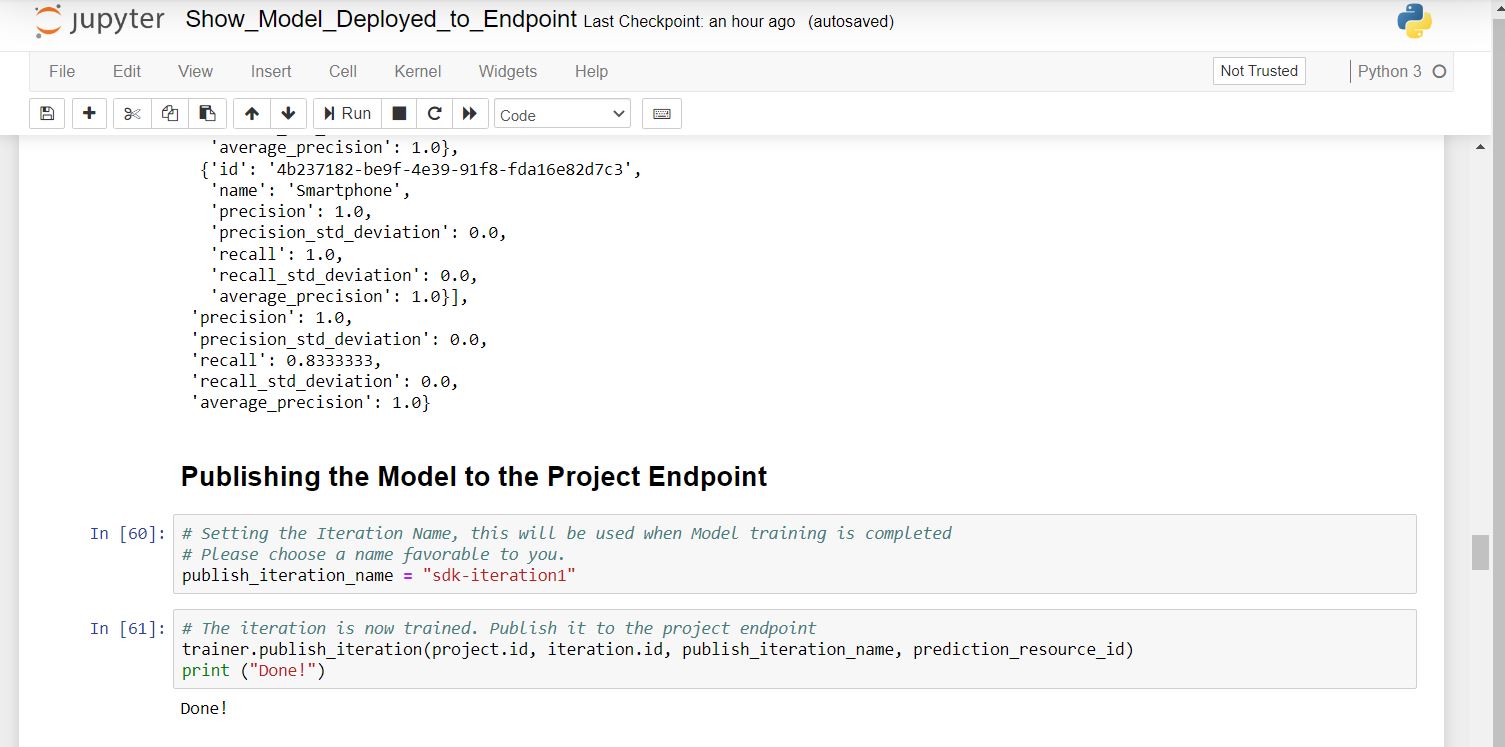 jupyter Show_Model_Deployed_to_Endpoint Last Checkpoint: an hour ago (autosaved)
File Edit View Insert Cell Kernel Widgets Help Not Trusted Python 3
Run Code
'average_precision': 1.0},
{'id': '4b237182-be9f-4e39-91f8-fda16e82d7c3',
'name': 'Smartphone',
'precision': 1.0,
'precision_std_deviation': 0.0,
'recall': 1.0,
'recall_std_deviation': 0.0,
'average_precision': 1.0}],
'precision': 1.0,
'precision_std_deviation': 0.0,
'recall': 0.8333333,
'recall_std_deviation': 0.0,
'average_precision': 1.0}
Publishing the Model to the Project Endpoint
In [60]: # Setting the Iteration Name, this will be used when Model training is completed
# Please choose a name favorable to you.
publish_iteration_name = "sdk-iteration1"
In [61]: # The iteration is now trained. Publish it to the project endpoint
trainer.publish_iteration(project.id, iteration.id, publish_iteration_name, prediction_resource_id)
print ("Done!")
Done!